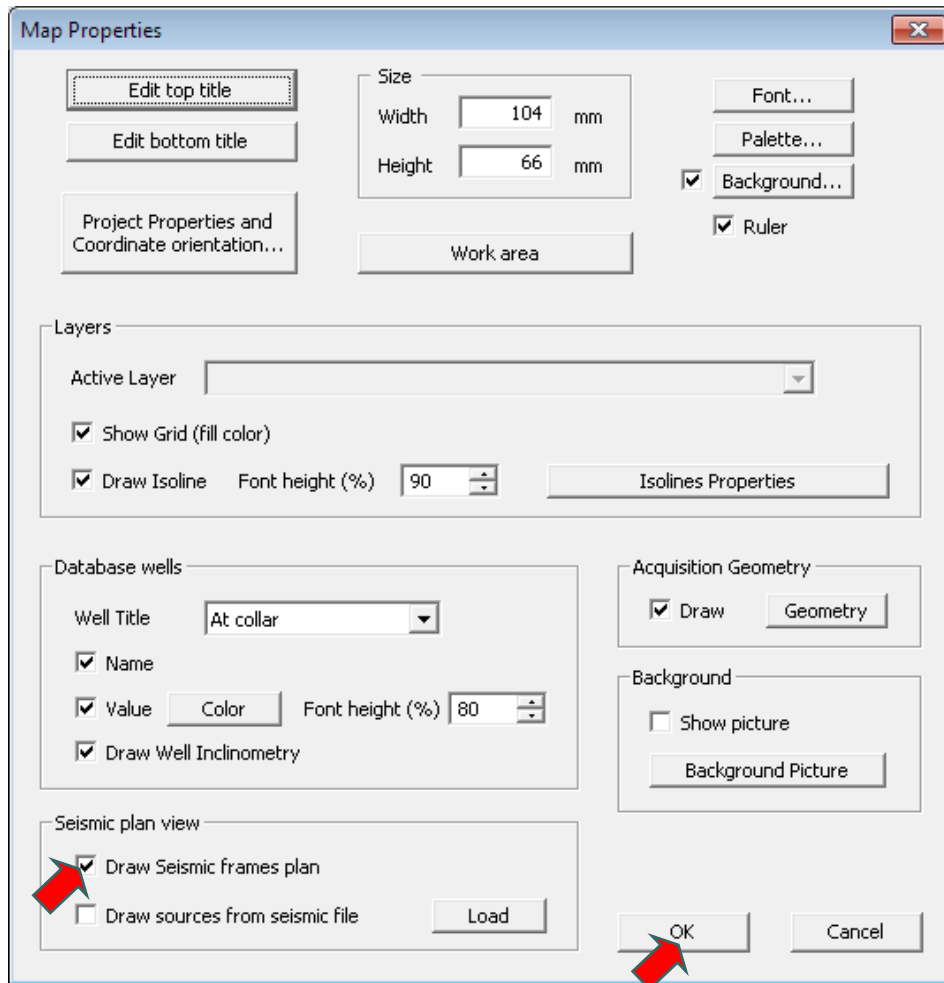 Map Properties
Edit top title
Edit bottom title
Project Properties and
Coordinate orientation...
Size
Width 104 mm
Height 66 mm
Work area
Font...
Palette...
Background...
Ruler
Layers
Active Layer
Show Grid (fill color)
Draw Isoline Font height (%) 90 Isolines Properties
Database wells
Well Title At collar
Name
Value Color Font height (%) 80
Draw Well Inclinometry
Acquisition Geometry
Draw Geometry
Background
Show picture
Background Picture
Seismic plan view
Draw Seismic frames plan
Draw sources from seismic file Load
OK Cancel